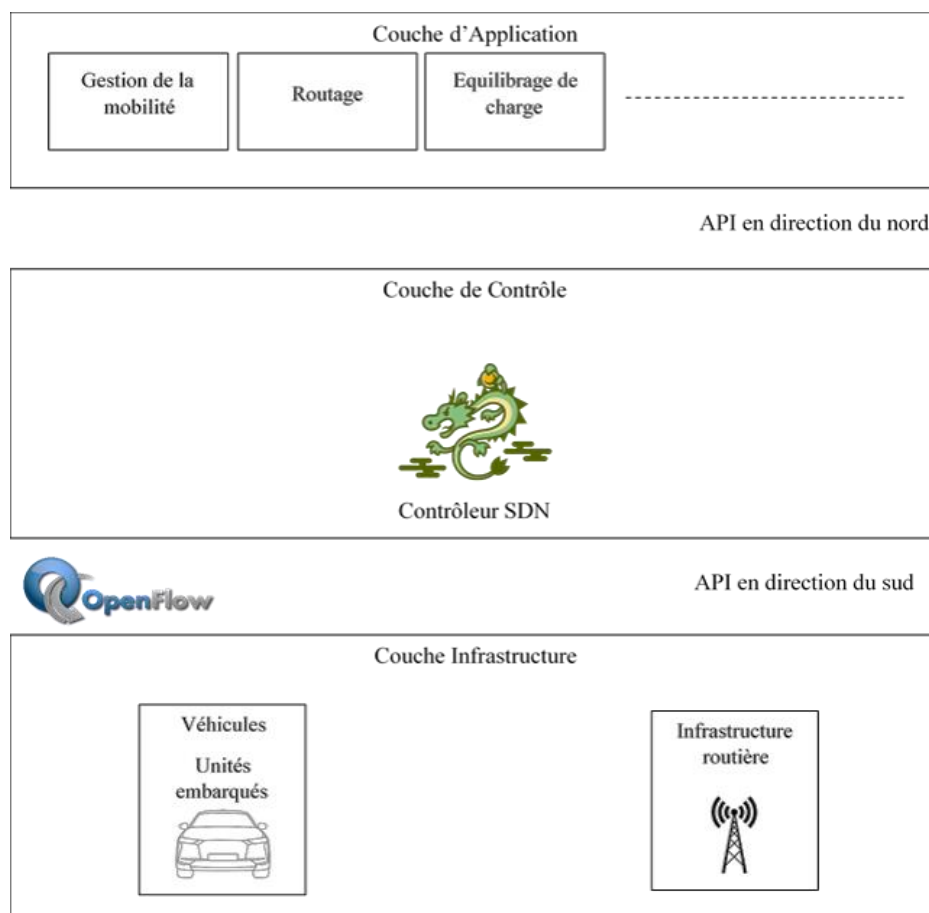 Couche d'Application
Gestion de la
mobilité
Routage
Equilibrage de
charge
API en direction du nord
Couche de Contrôle
Contrôleur SDN
OpenFlow
API en direction du sud
Couche Infrastructure
Véhicules
Unités
embarqués
Infrastructure
routière